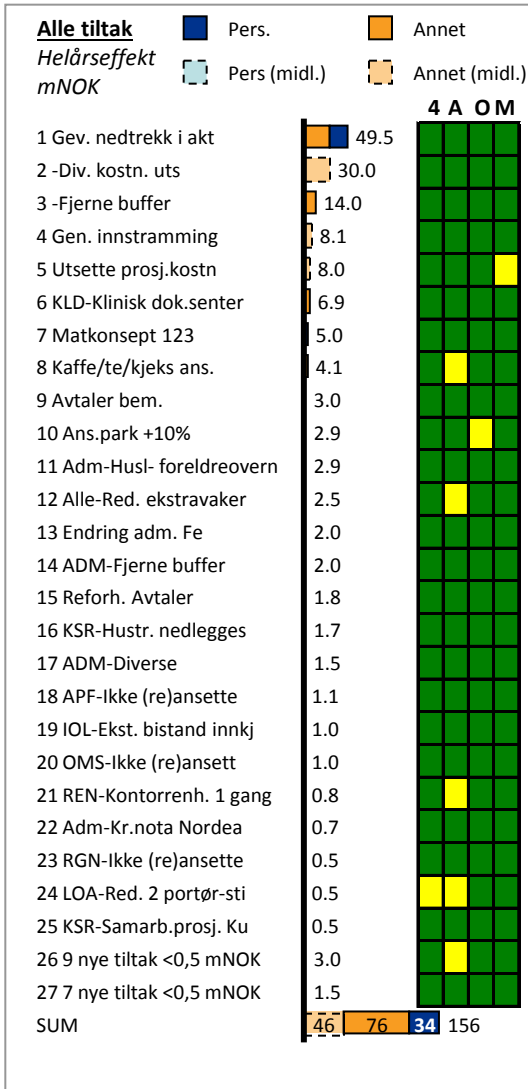 Alle tiltak Pers. Annet
Helårseffekt
mNOK Pers (midl.) Annet (midl.)
4 A O M
1 Gev. nedtrekk i akt 49.5
2 -Div. kostn. uts 30.0
3 -Fjerne buffer 14.0
4 Gen. innstramming 8.1
5 Utsette prosj.kostn 8.0
6 KLD-Klinisk dok.senter 6.9
7 Matkonsept 123 5.0
8 Kaffe/te/kjeks ans. 4.1
9 Avtaler bem. 3.0
10 Ans.park +10% 2.9
11 Adm-Husl- foreldreovern 2.9
12 Alle-Red. ekstravaker 2.5
13 Endring adm. Fe 2.0
14 ADM-Fjerne buffer 2.0
15 Reforh. Avtaler 1.8
16 KSR-Hustr. nedlegges 1.7
17 ADM-Diverse 1.5
18 APF-Ikke (re)ansette 1.1
19 IOL-Ekst. bistand innkj 1.0
20 OMS-Ikke (re)ansett 1.0
21 REN-Kontorrenh. 1 gang 0.8
22 Adm-Kr.nota Nordea 0.7
23 RGN-Ikke (re)ansette 0.5
24 LOA-Red. 2 portør-sti 0.5
25 KSR-Samarb.prosj. Ku 0.5
26 9 nye tiltak <0,5 mNOK 3.0
27 7 nye tiltak <0,5 mNOK 1.5
SUM 46 76 34 156